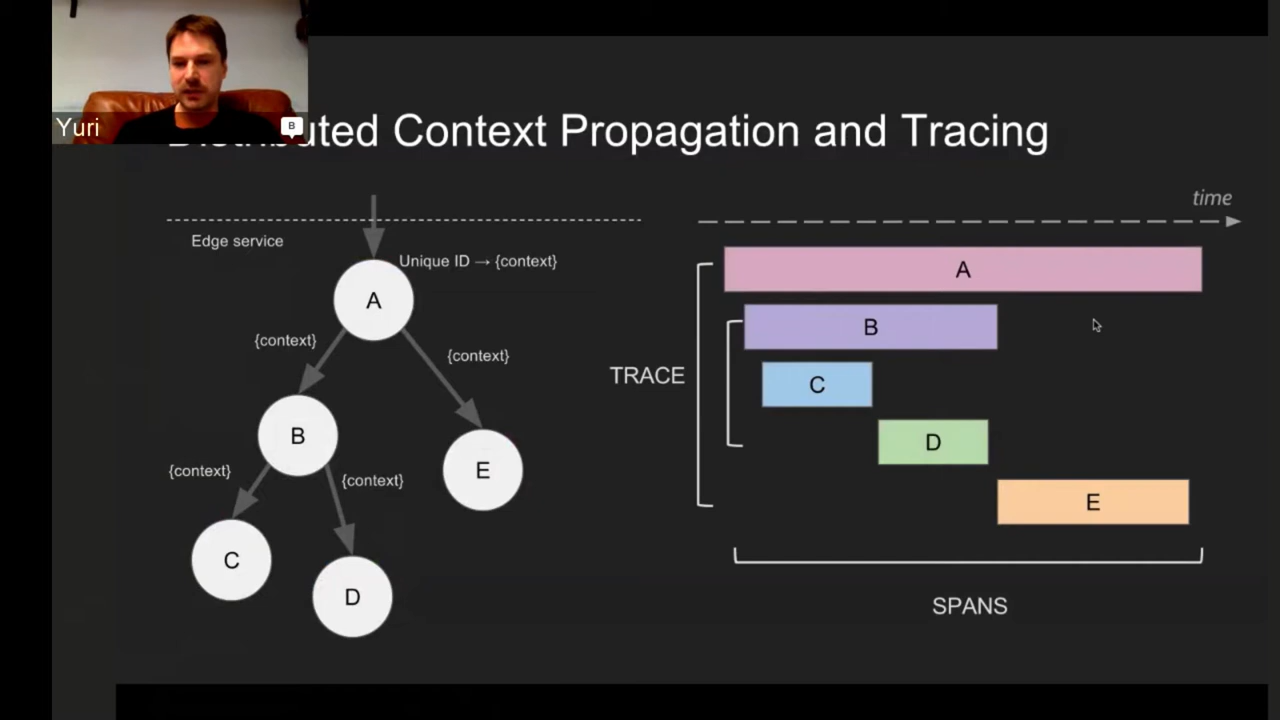 Yuri
B
Distributed Context Propagation and Tracing
time
Edge service
Unique ID → {context}
A
{context}
{context}
B
E
{context}
{context}
C
D
TRACE
A
B
C
D
E
SPANS